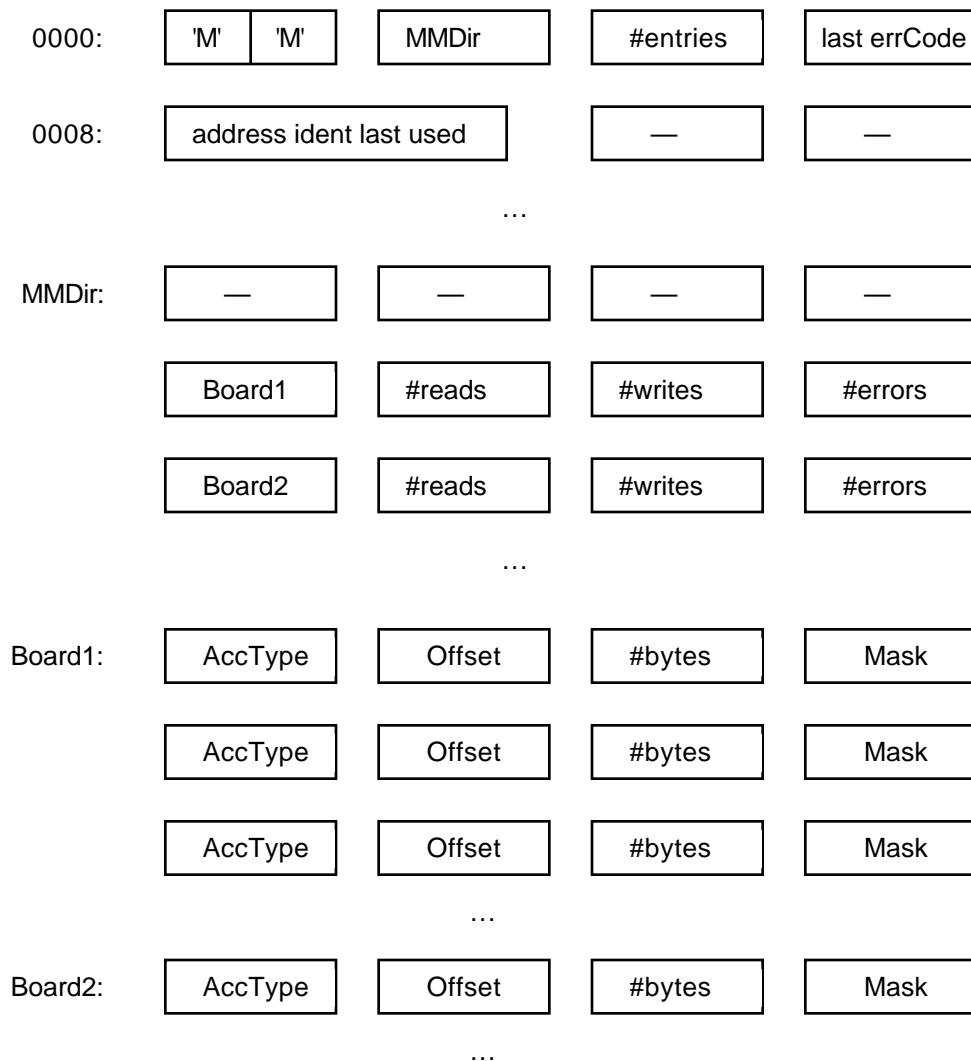 0000: 'M' 'M' MMDir #entries last errCode
0008: address ident last used — —
…
MMDir: — — — —
Board1 #reads #writes #errors
Board2 #reads #writes #errors
…
Board1: AccType Offset #bytes Mask
AccType Offset #bytes Mask
AccType Offset #bytes Mask
…
Board2: AccType Offset #bytes Mask
…